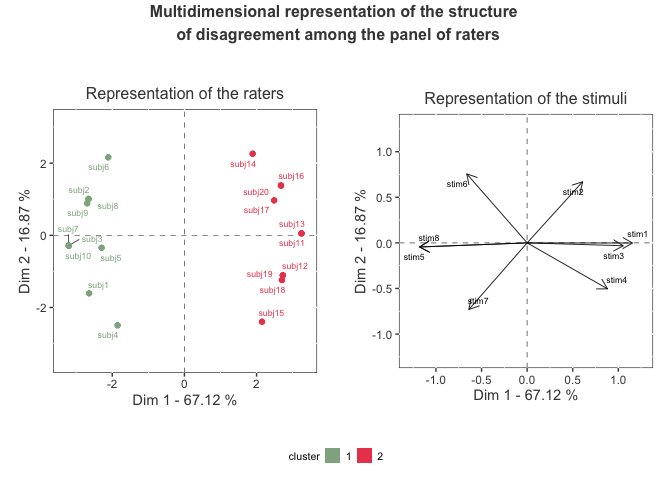 Multidimensional representation of the structure
of disagreement among the panel of raters
Representation of the raters
Dim 2 - 16.87 %
2
0
-2
subj6
subj2
subj8
subj9
subj7
subj3
subj10
subj5
subj1
subj4
subj14
subj16
subj20
subj17
subj13
subj11
subj12
subj19
subj18
subj15
-2
0
2
Dim 1 - 67.12 %
Representation of the stimuli
Dim 2 - 16.87 %
1.0
0.5
0.0
-0.5
-1.0
stim6
stim2
stim8
stim1
stim5
stim3
stim4
stim7
-1.0
-0.5
0.0
0.5
1.0
Dim 1 - 67.12 %
cluster 1 2